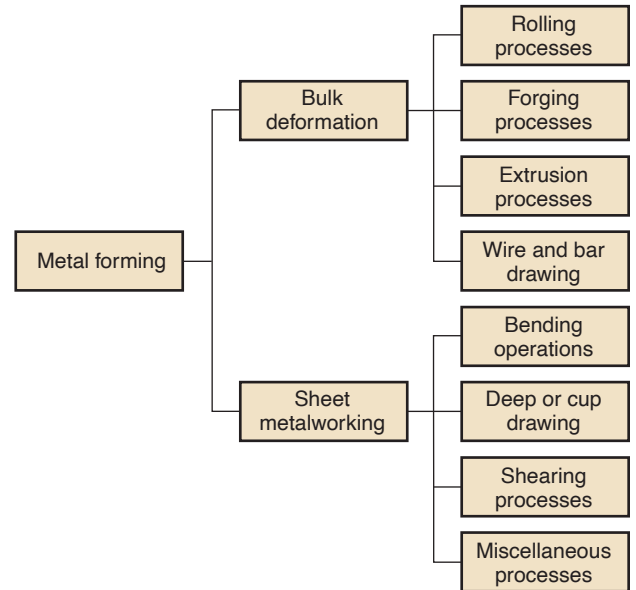 Rolling
processes
Bulk
deformation
Forging
processes
Extrusion
processes
Metal forming
Wire and bar
drawing
Bending
operations
Sheet
metalworking
Deep or cup
drawing
Shearing
processes
Miscellaneous
processes